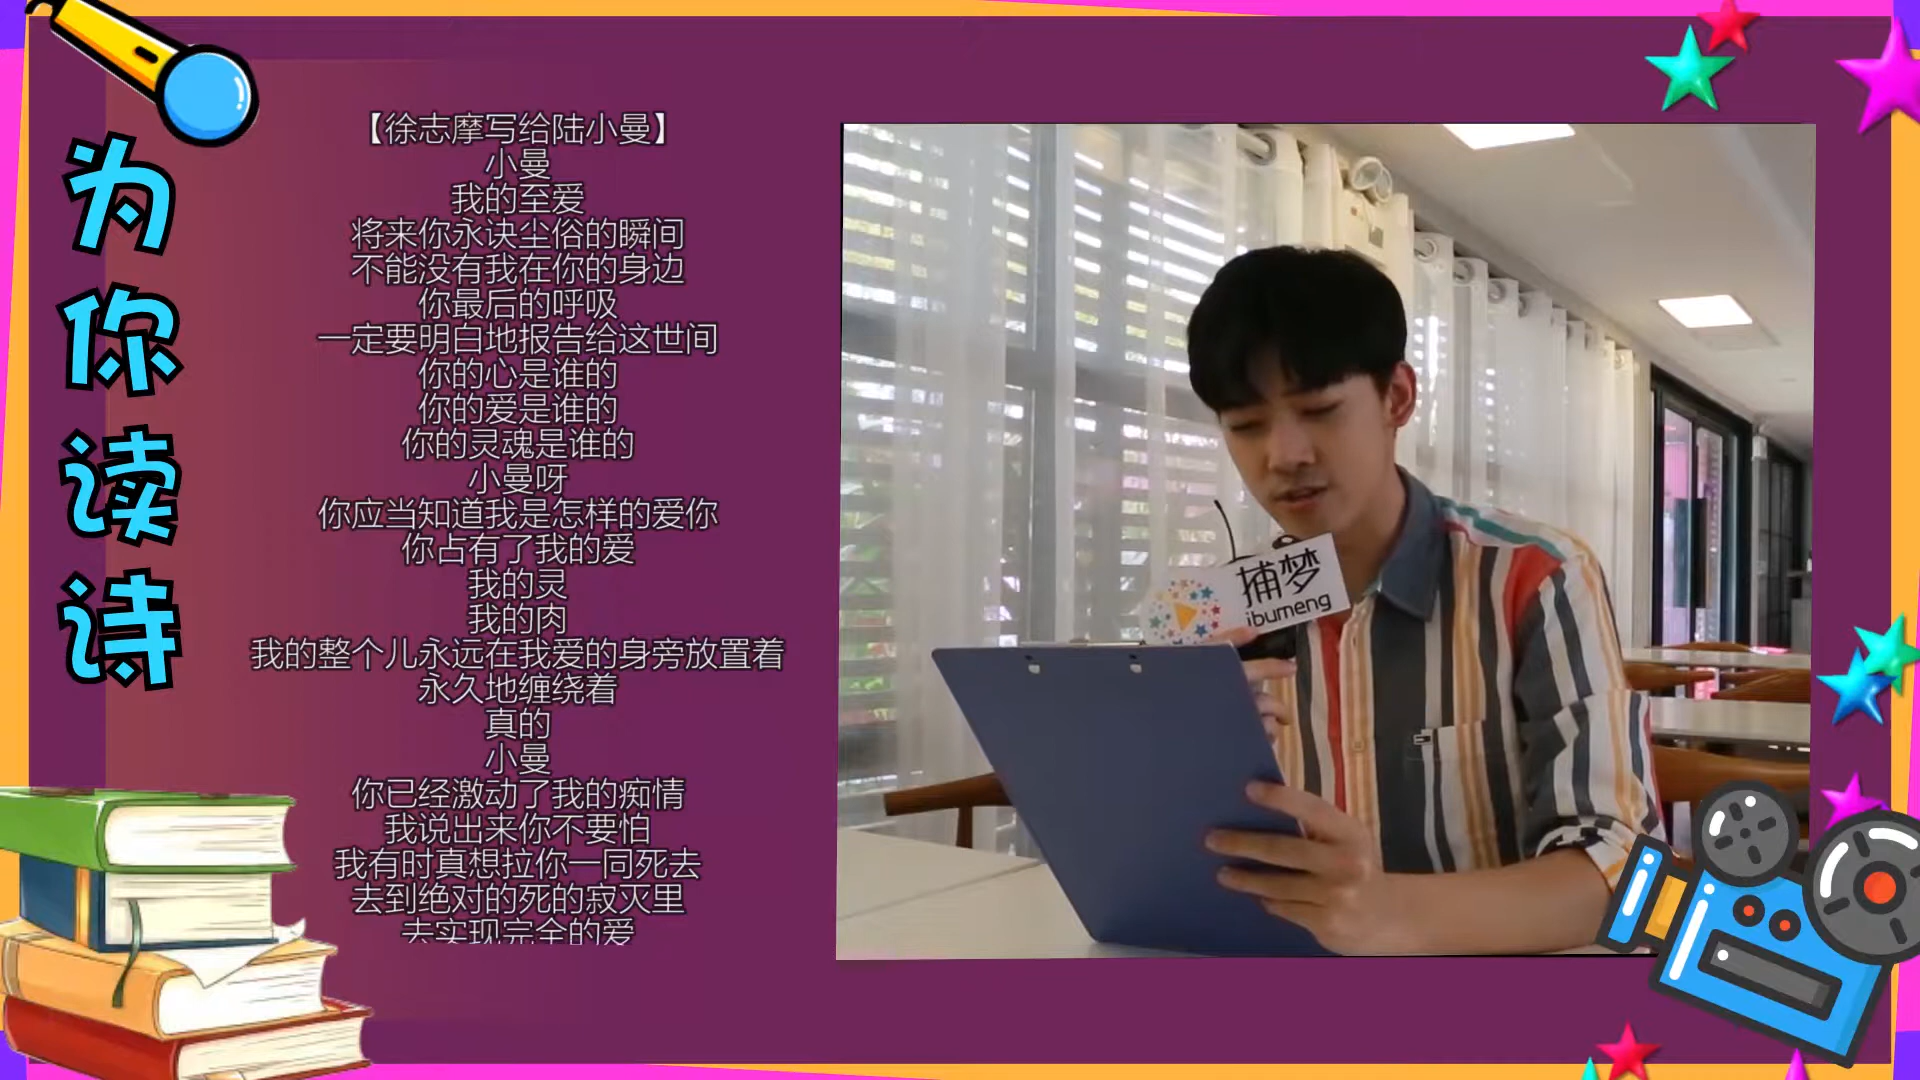 为你读诗
【徐志摩写给陆小曼】
小曼
我的至爱
将来你永诀尘俗的瞬间
不能没有我在你的身边
你最后的呼吸
一定要明白地报告给这世间
你的心是谁的
你的爱是谁的
你的灵魂是谁的
小曼呀
你应当知道我是怎样的爱你
你占有了我的爱
我的灵
我的肉
我的整个儿永远在我爱的身旁放置着
永久地缠绕着
真的
小曼
你已经激动了我的痴情
我说出来你不要怕
我有时真想拉你一同死去
去到绝对的死的寂灭里
去实现完全的爱
捕梦
ibumeng